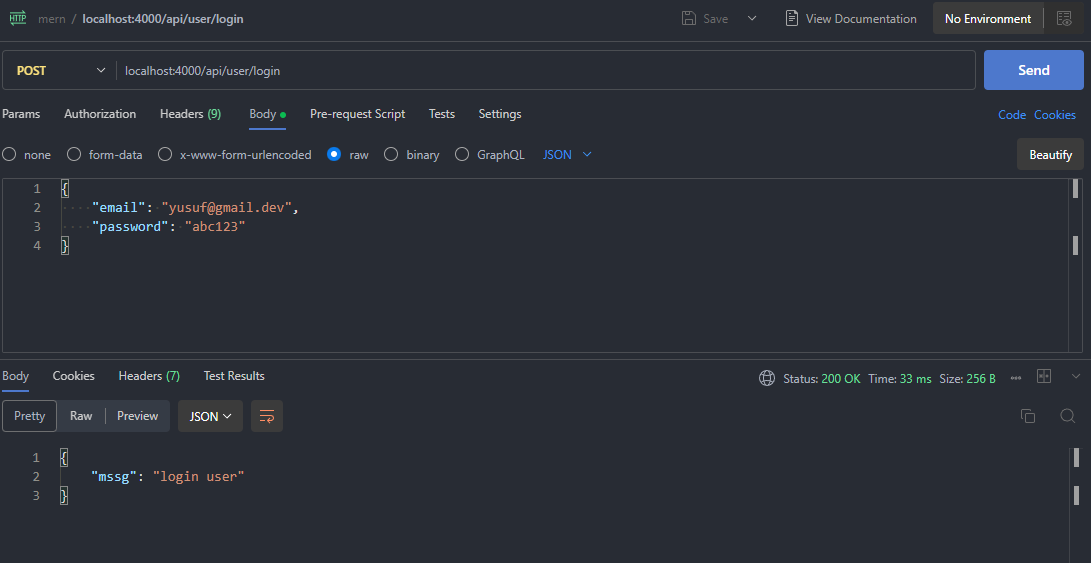 HTTP mern / localhost:4000/api/user/login Save View Documentation No Environment
POST localhost:4000/api/user/login Send
Params Authorization Headers (9) Body Pre-request Script Tests Settings Code Cookies
none form-data x-www-form-urlencoded raw binary GraphQL JSON Beautify
1 {
2 "email": "yusuf@gmail.dev",
3 "password": "abc123"
4 }
Body Cookies Headers (7) Test Results Status: 200 OK Time: 33 ms Size: 256 B
Pretty Raw Preview JSON
1 {
2 "mssg": "login user"
3 }